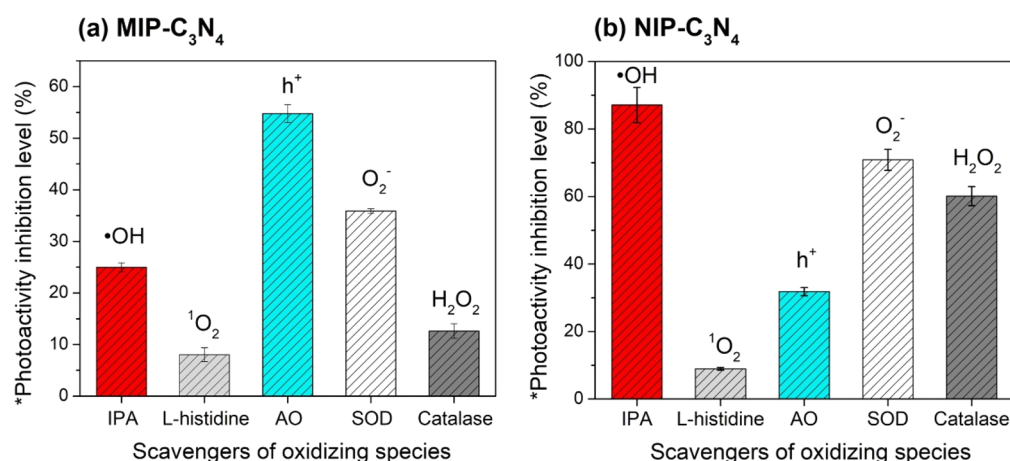 (a) MIP-C₃N₄
*Photoactivity inhibition level (%)
60
50
40
30
20
10
0
•OH
¹O₂
h⁺
O₂⁻
H₂O₂
IPA L-histidine AO SOD Catalase
Scavengers of oxidizing species
(b) NIP-C₃N₄
*Photoactivity inhibition level (%)
100
80
60
40
20
0
•OH
¹O₂
h⁺
O₂⁻
H₂O₂
IPA L-histidine AO SOD Catalase
Scavengers of oxidizing species